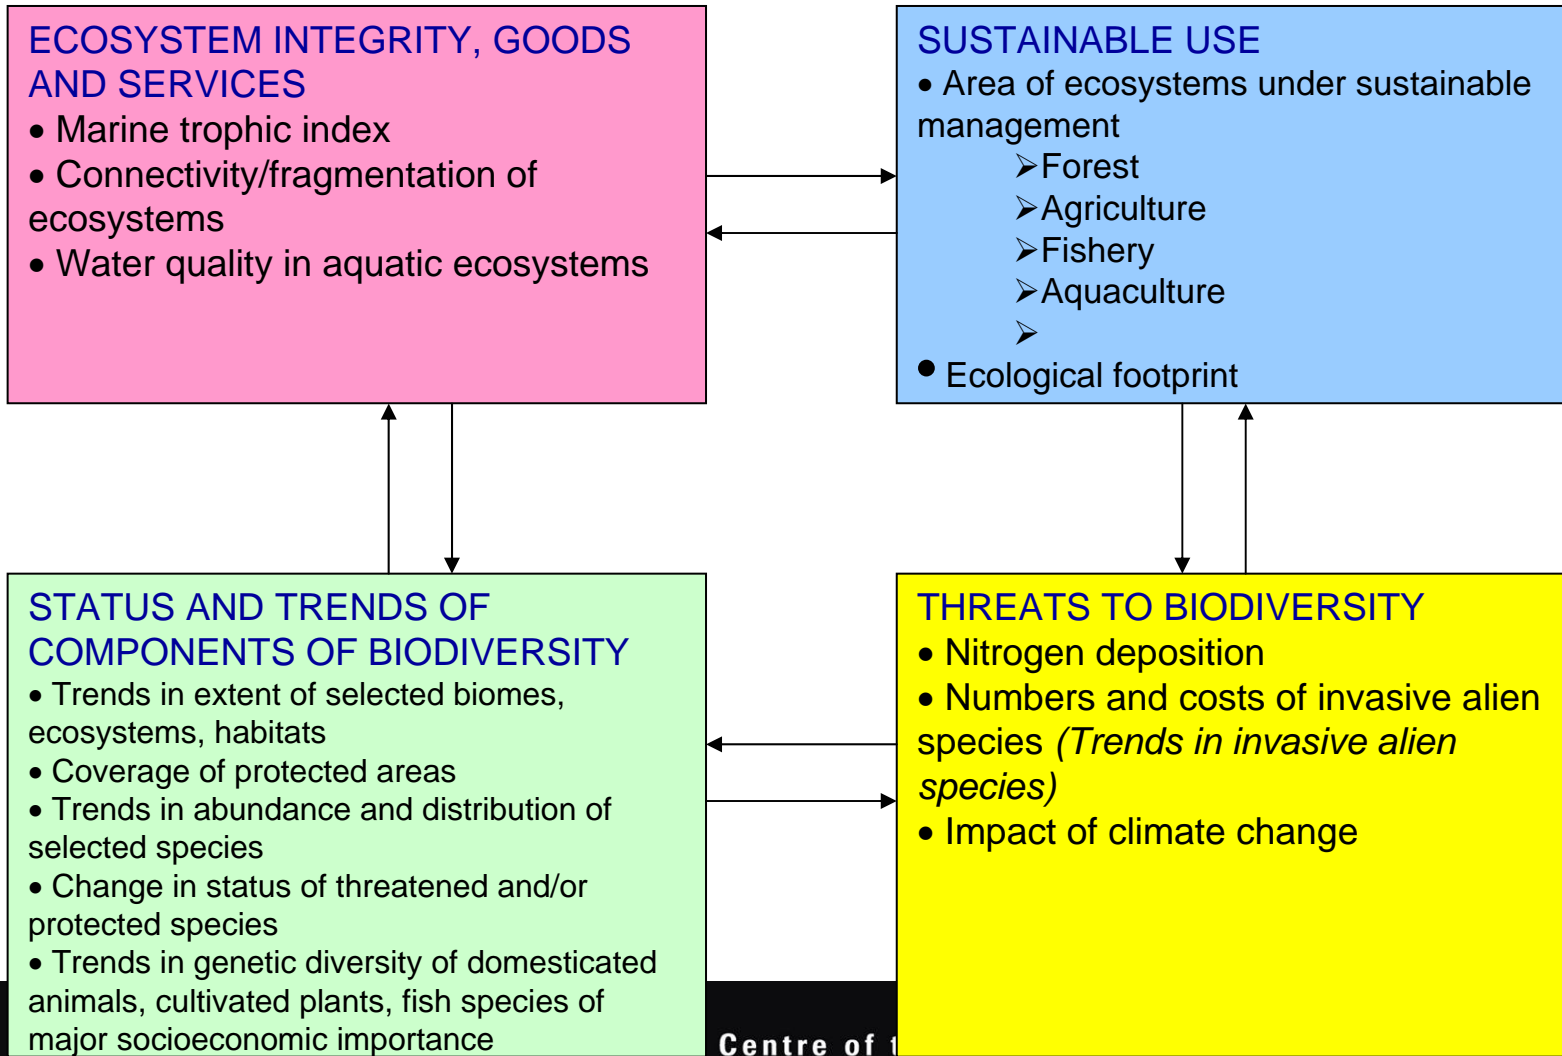 ECOSYSTEM INTEGRITY, GOODS
AND SERVICES
• Marine trophic index
• Connectivity/fragmentation of
ecosystems
• Water quality in aquatic ecosystems
SUSTAINABLE USE
• Area of ecosystems under sustainable
management
➢Forest
➢Agriculture
➢Fishery
➢Aquaculture
➢
• Ecological footprint
STATUS AND TRENDS OF
COMPONENTS OF BIODIVERSITY
• Trends in extent of selected biomes,
ecosystems, habitats
• Coverage of protected areas
• Trends in abundance and distribution of
selected species
• Change in status of threatened and/or
protected species
• Trends in genetic diversity of domesticated
animals, cultivated plants, fish species of
major socioeconomic importance
THREATS TO BIODIVERSITY
• Nitrogen deposition
• Numbers and costs of invasive alien
species (Trends in invasive alien
species)
• Impact of climate change
Centre of